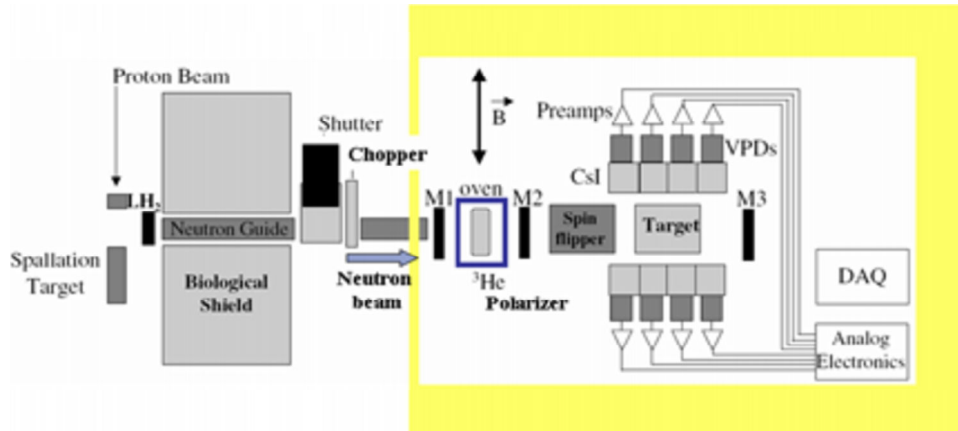 Proton Beam
Shutter
Chopper
B
Preamps
VPDs
CsI
LH2
M1
oven
M2
M3
Neutron Guide
Spin
flipper
Target
Spallation
Target
Biological
Shield
Neutron
beam
3He
Polarizer
DAQ
Analog
Electronics